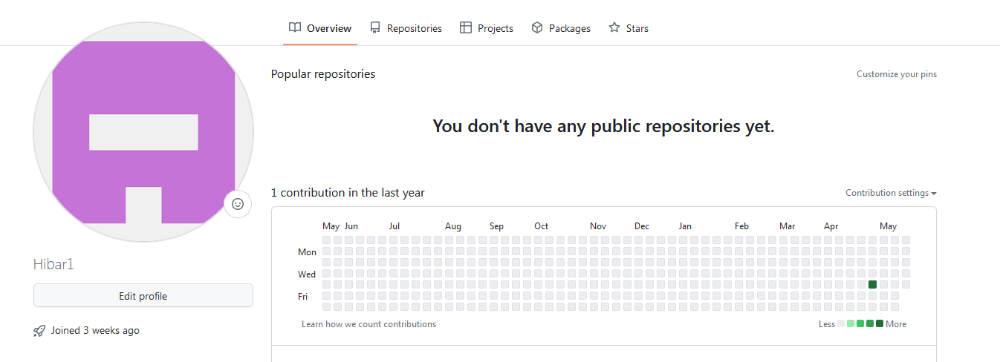 Overview Repositories Projects Packages Stars
Popular repositories Customize your pins
You don't have any public repositories yet.
1 contribution in the last year Contribution settings
May Jun Jul Aug Sep Oct Nov Dec Jan Feb Mar Apr May
Mon
Wed
Fri
Learn how we count contributions Less More
Hibar1
Edit profile
Joined 3 weeks ago